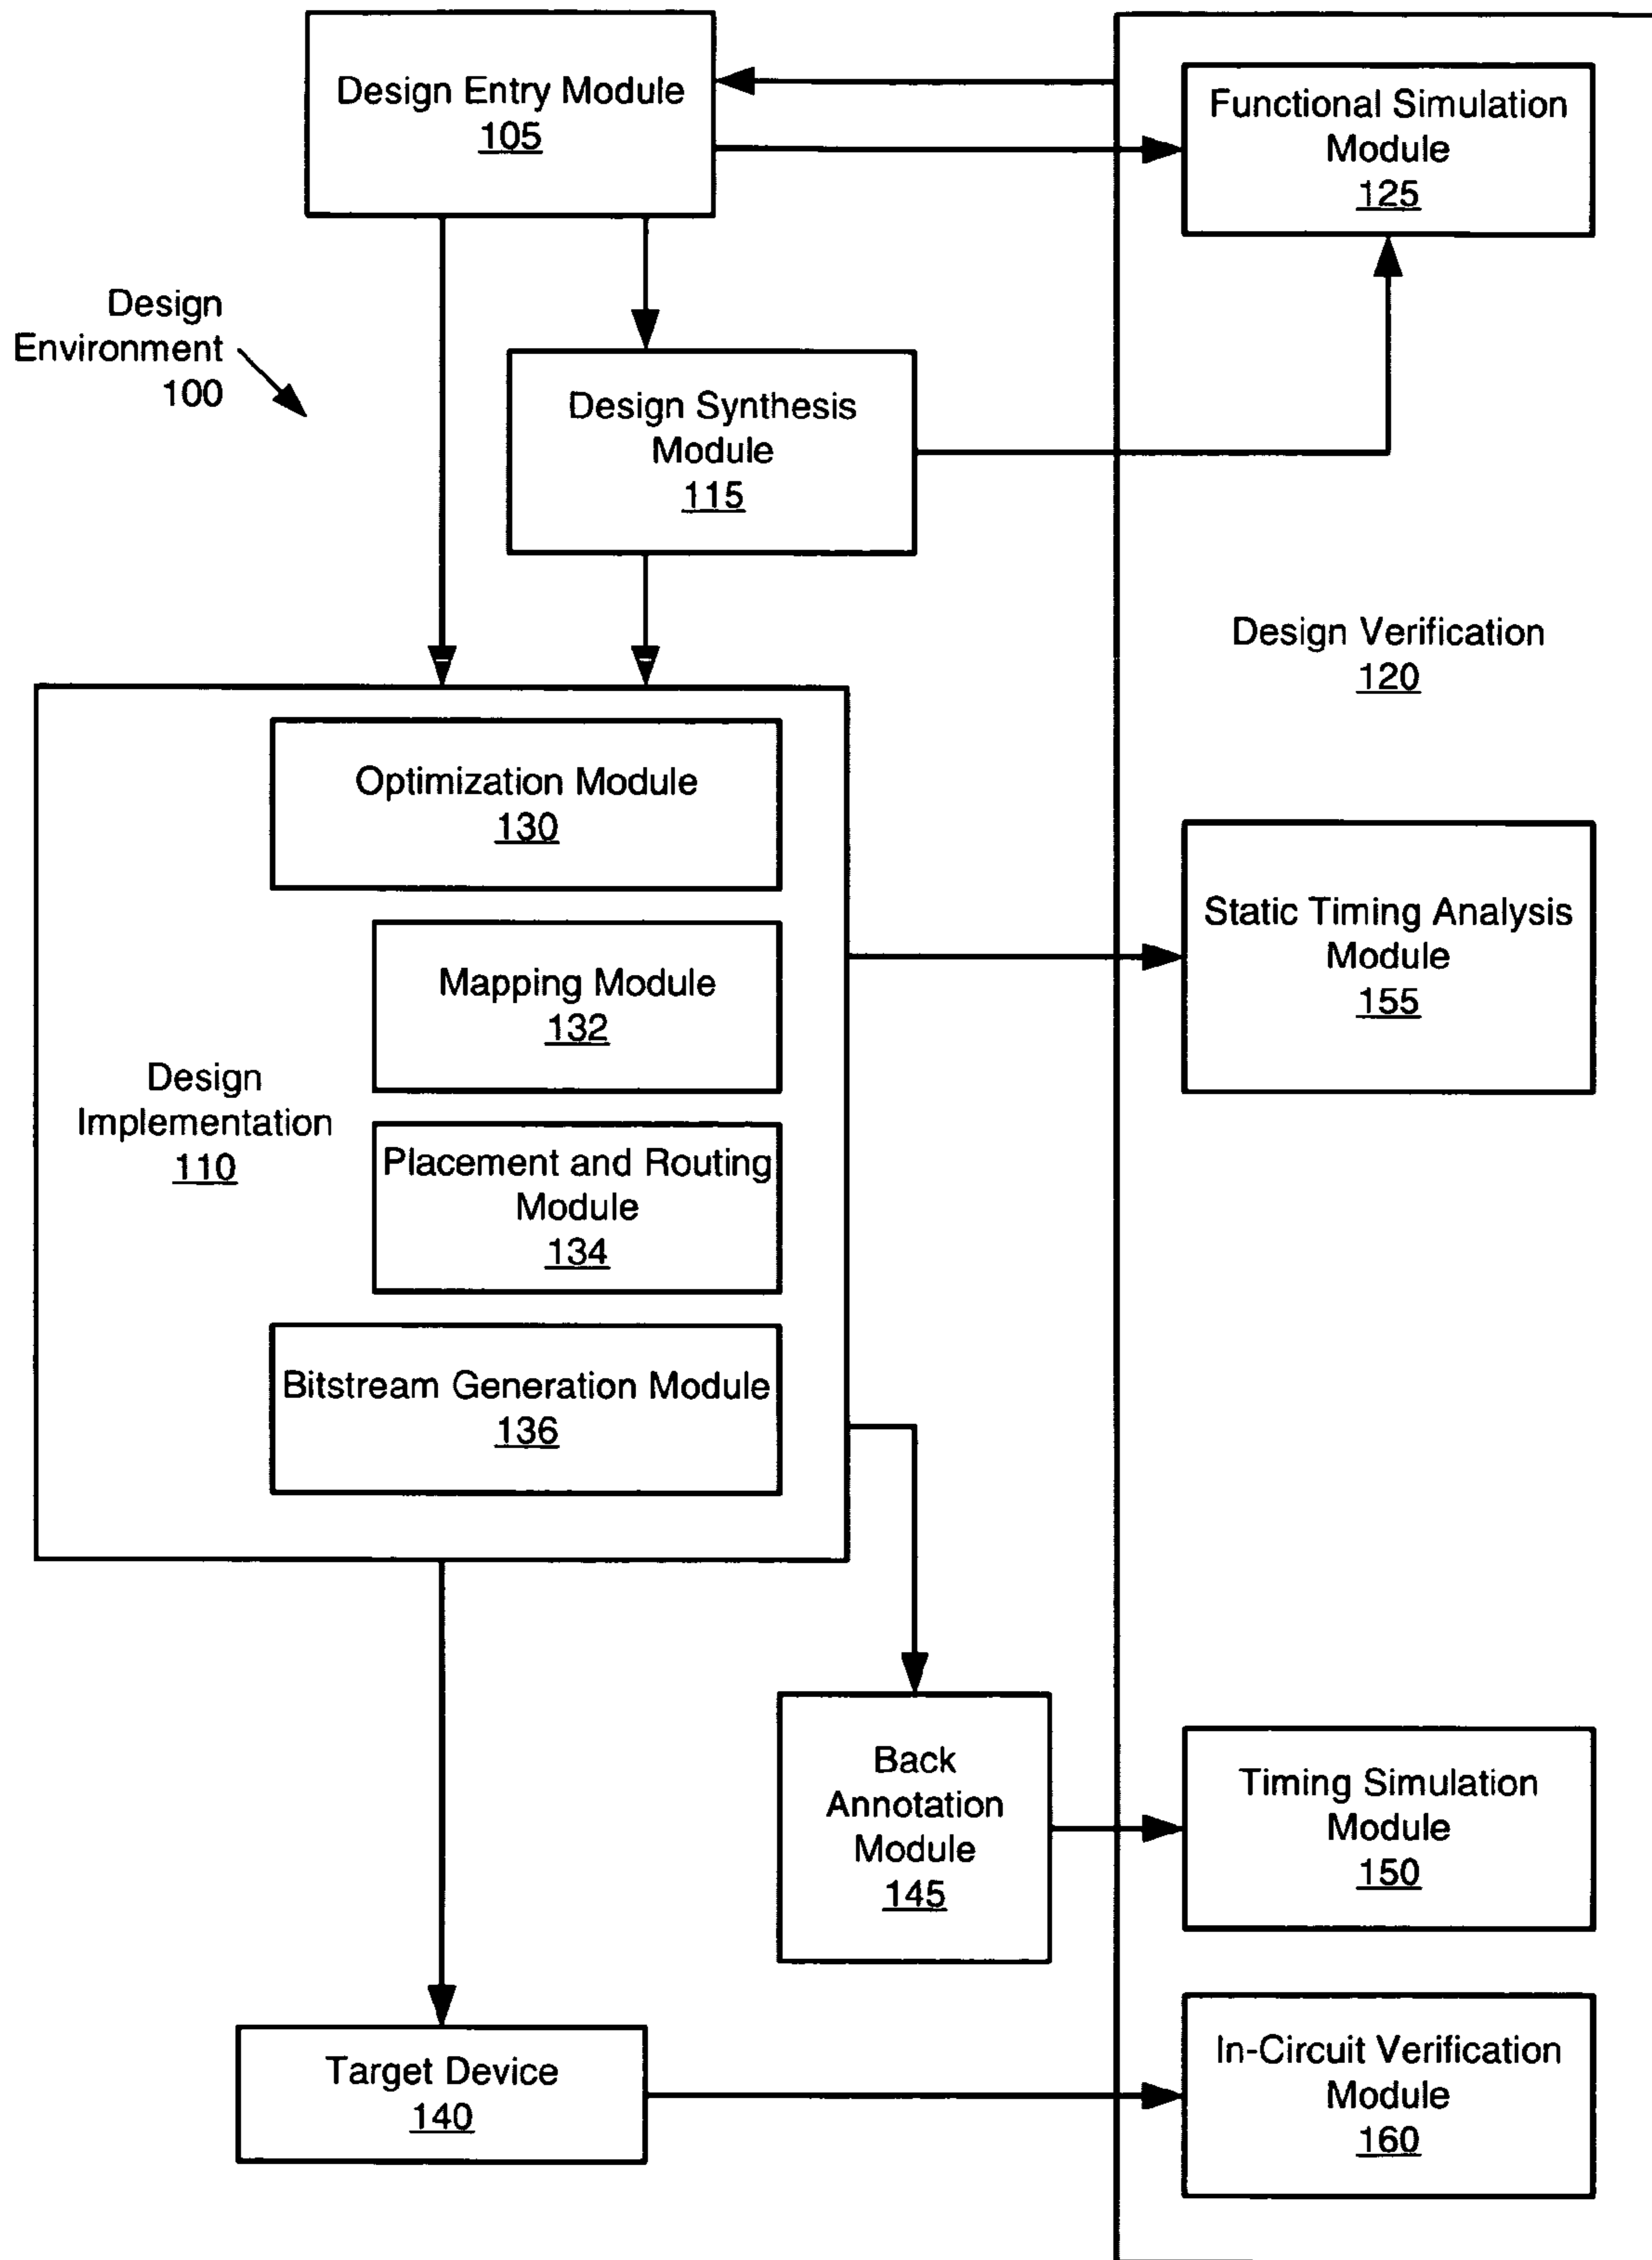 Design Entry Module
105
Functional Simulation
Module
125
Design
Environment
100
Design Synthesis
Module
115
Design Verification
120
Optimization Module
130
Mapping Module
132
Static Timing Analysis
Module
155
Design
Implementation
110
Placement and Routing
Module
134
Bitstream Generation Module
136
Back
Annotation
Module
145
Timing Simulation
Module
150
Target Device
140
In-Circuit Verification
Module
160